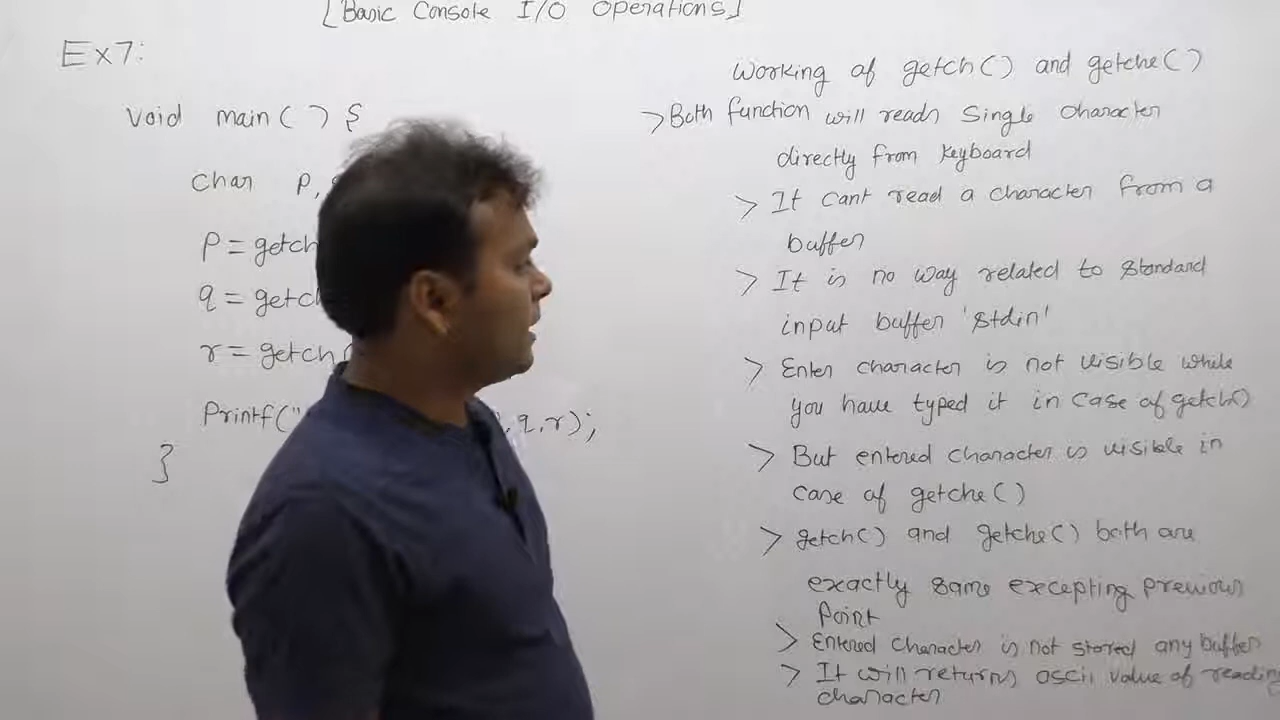 [Basic Console I/O Operations]
Ex7:
void main( ) {
char p,
p = getch
q = getc
r = getch
Printf("
,q,r);
}
Working of getch() and getche()
> Both function will reads Single character
directly from Keyboard
> It cant read a character from a
buffer
> It is no way related to standard
input buffer 'stdin'
> Enter character is not visible while
you have typed it in case of getch()
> But entered character is visible in
case of getche()
> getch() and getche() both are
exactly same excepting previous
Point
> Entered character is not stored any buffer
> It will returns ascii value of reading
character